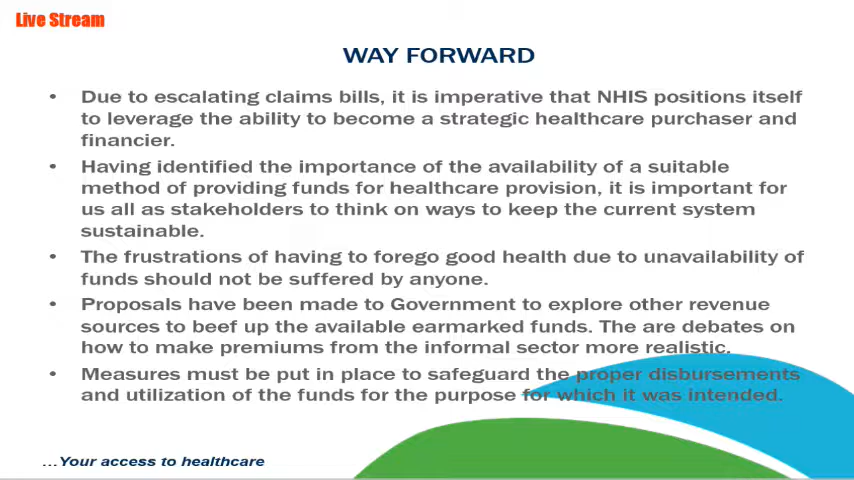 Live Stream
WAY FORWARD
• Due to escalating claims bills, it is imperative that NHIS positions itself
to leverage the ability to become a strategic healthcare purchaser and
financier.
• Having identified the importance of the availability of a suitable
method of providing funds for healthcare provision, it is important for
us all as stakeholders to think on ways to keep the current system
sustainable.
• The frustrations of having to forego good health due to unavailability of
funds should not be suffered by anyone.
• Proposals have been made to Government to explore other revenue
sources to beef up the available earmarked funds. The are debates on
how to make premiums from the informal sector more realistic.
• Measures must be put in place to safeguard the proper disbursements
and utilization of the funds for the purpose for which it was intended.
...Your access to healthcare